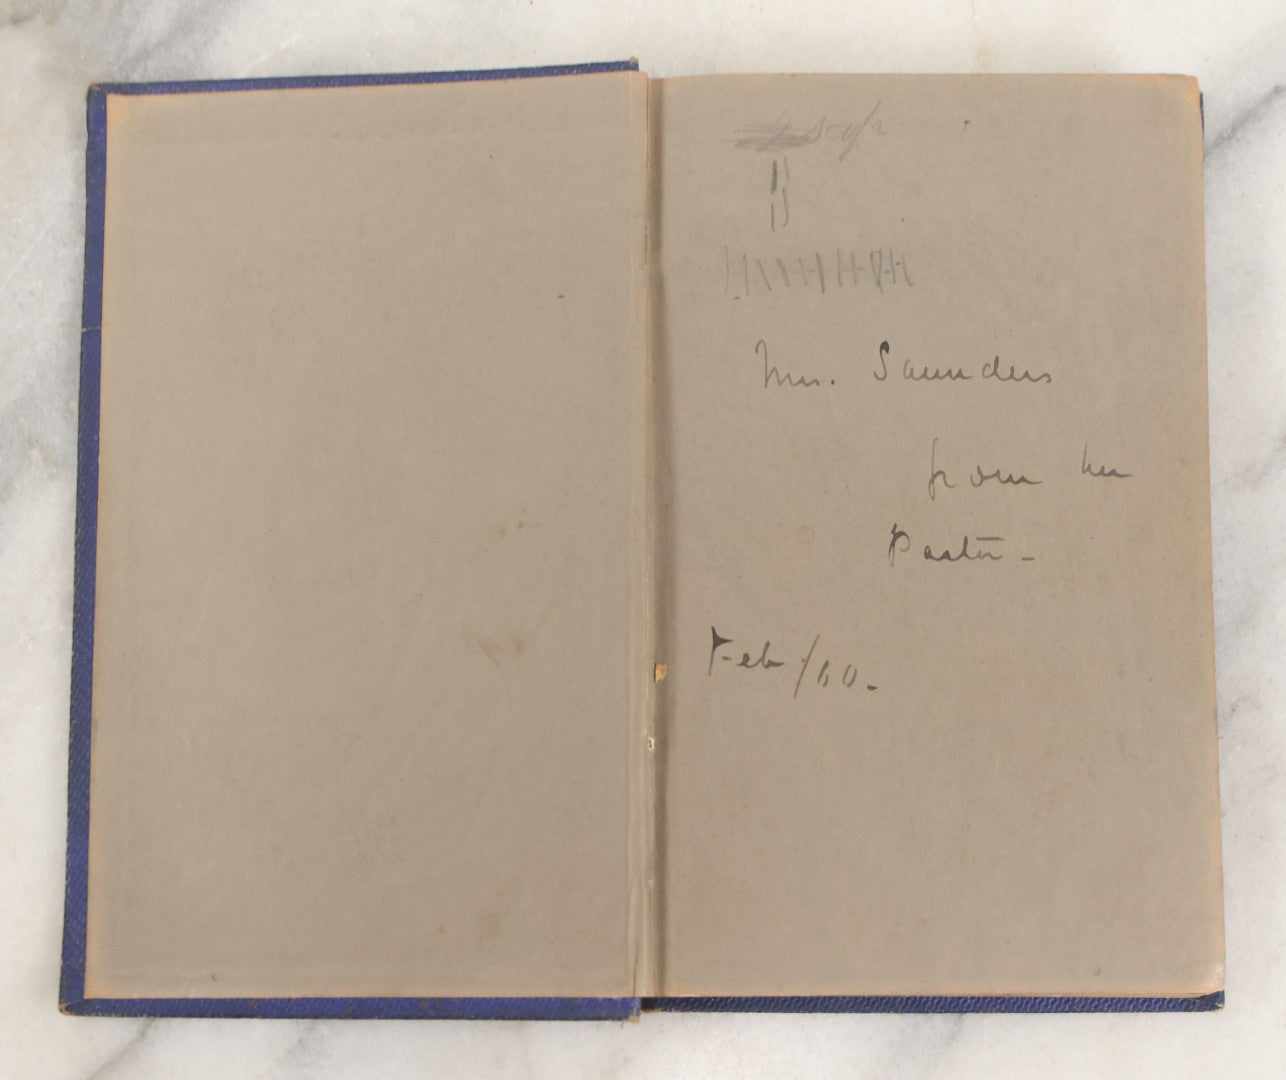 Mrs. Saunders
from her
Pastor -
Feb /60 -